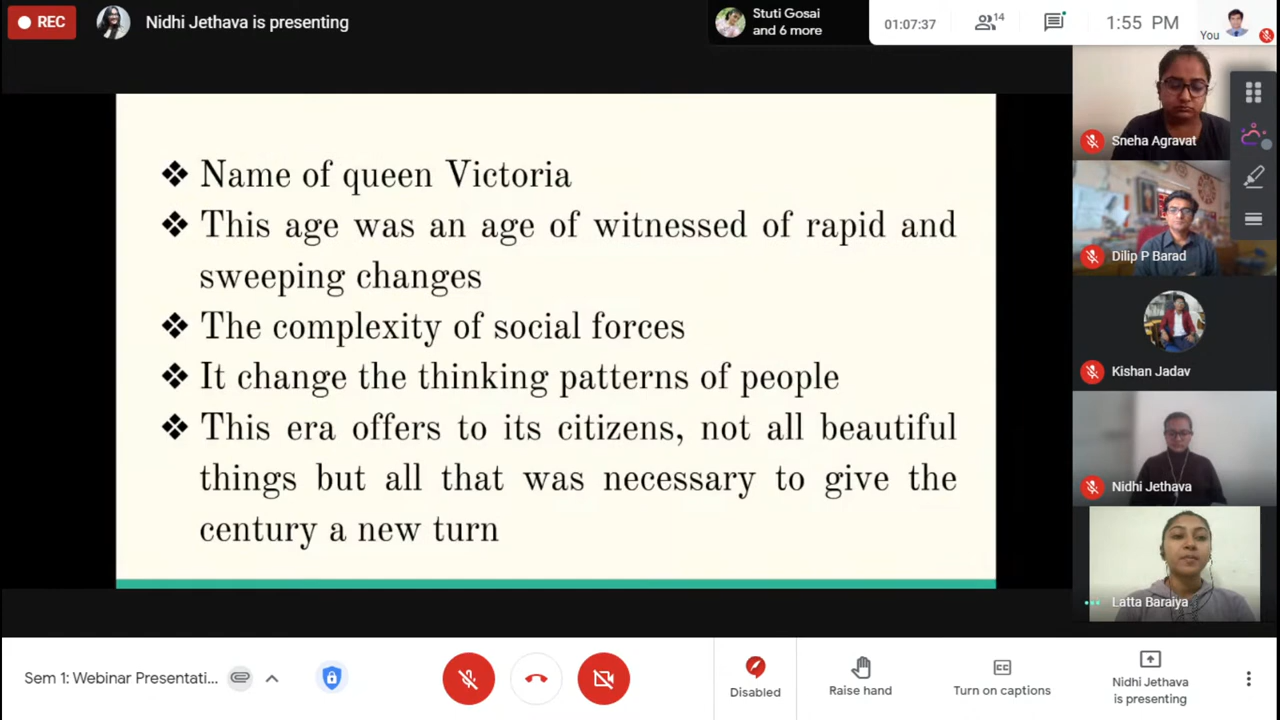 REC
Nidhi Jethava is presenting
Stuti Gosai
and 6 more
01:07:37
14
1:55 PM
You
❖ Name of queen Victoria
❖ This age was an age of witnessed of rapid and
sweeping changes
❖ The complexity of social forces
❖ It change the thinking patterns of people
❖ This era offers to its citizens, not all beautiful
things but all that was necessary to give the
century a new turn
Sneha Agravat
Dilip P Barad
Kishan Jadav
Nidhi Jethava
Latta Baraiya
Sem 1: Webinar Presentati...
Disabled
Raise hand
CC
Turn on captions
Nidhi Jethava
is presenting